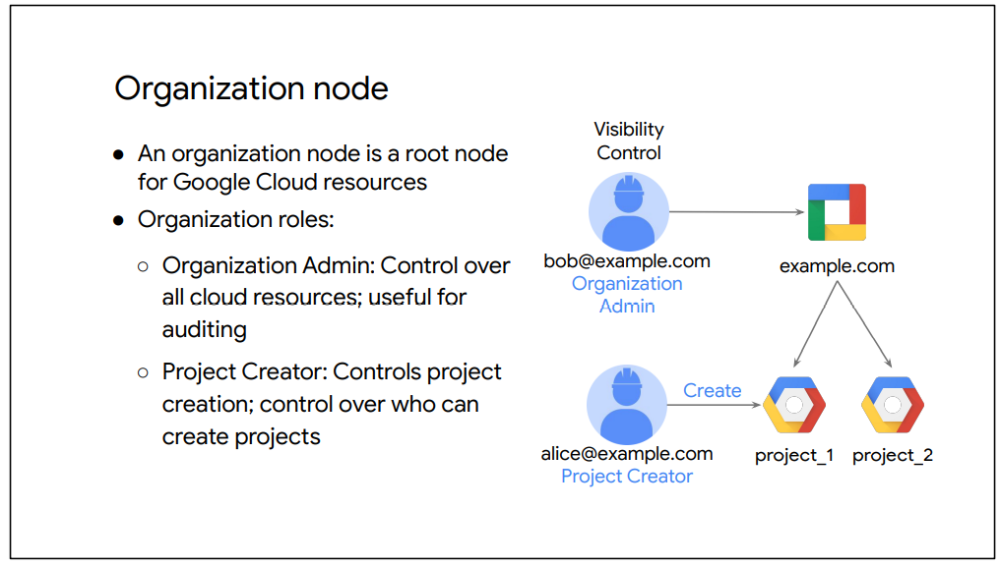 Organization node
● An organization node is a root node
for Google Cloud resources
● Organization roles:
○ Organization Admin: Control over
all cloud resources; useful for
auditing
○ Project Creator: Controls project
creation; control over who can
create projects
Visibility
Control
bob@example.com
Organization
Admin
example.com
Create
alice@example.com
Project Creator
project_1
project_2